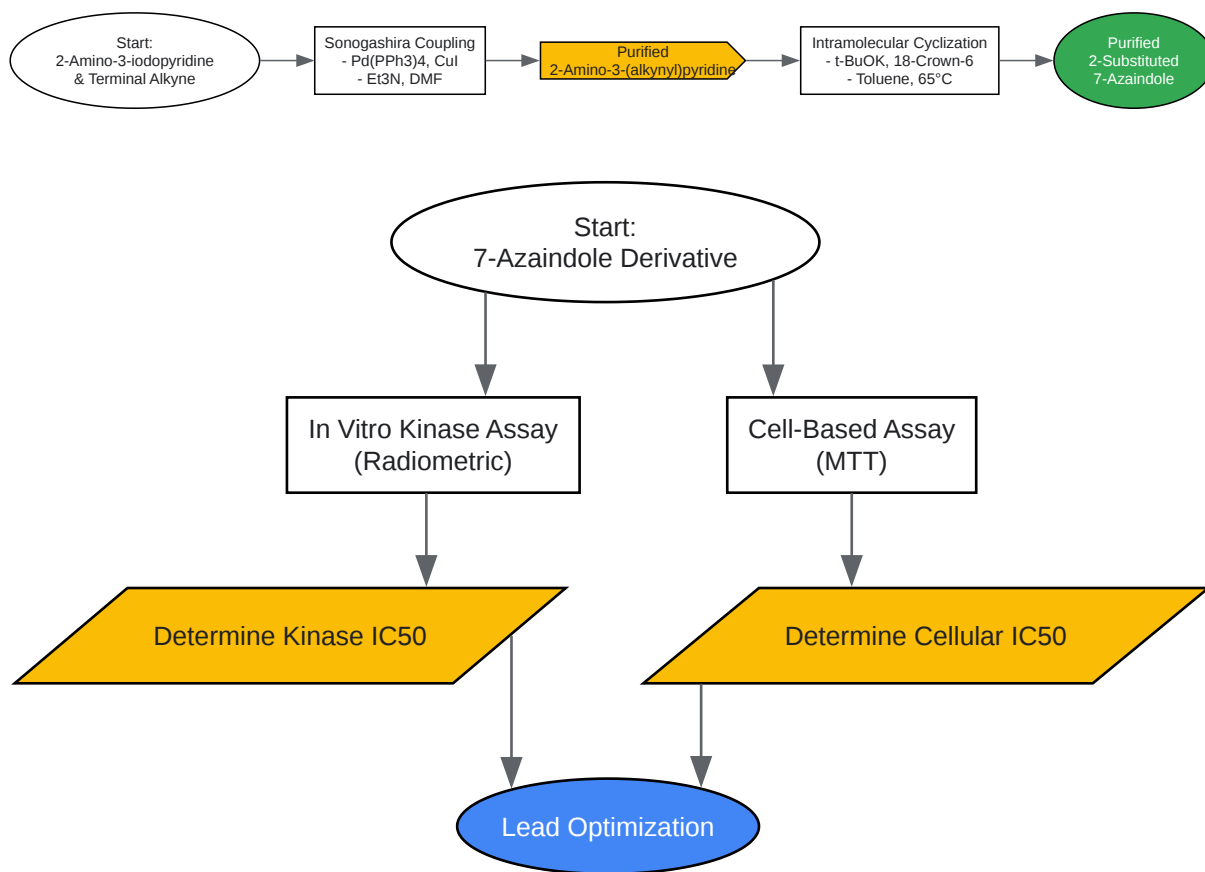 Start:
2-Amino-3-iodopyridine
& Terminal Alkyne
Sonogashira Coupling
- Pd(PPh3)4, CuI
- Et3N, DMF
Purified
2-Amino-3-(alkynyl)pyridine
Intramolecular Cyclization
- t-BuOK, 18-Crown-6
- Toluene, 65°C
Purified
2-Substituted
7-Azaindole
Start:
7-Azaindole Derivative
In Vitro Kinase Assay
(Radiometric)
Cell-Based Assay
(MTT)
Determine Kinase IC50
Determine Cellular IC50
Lead Optimization